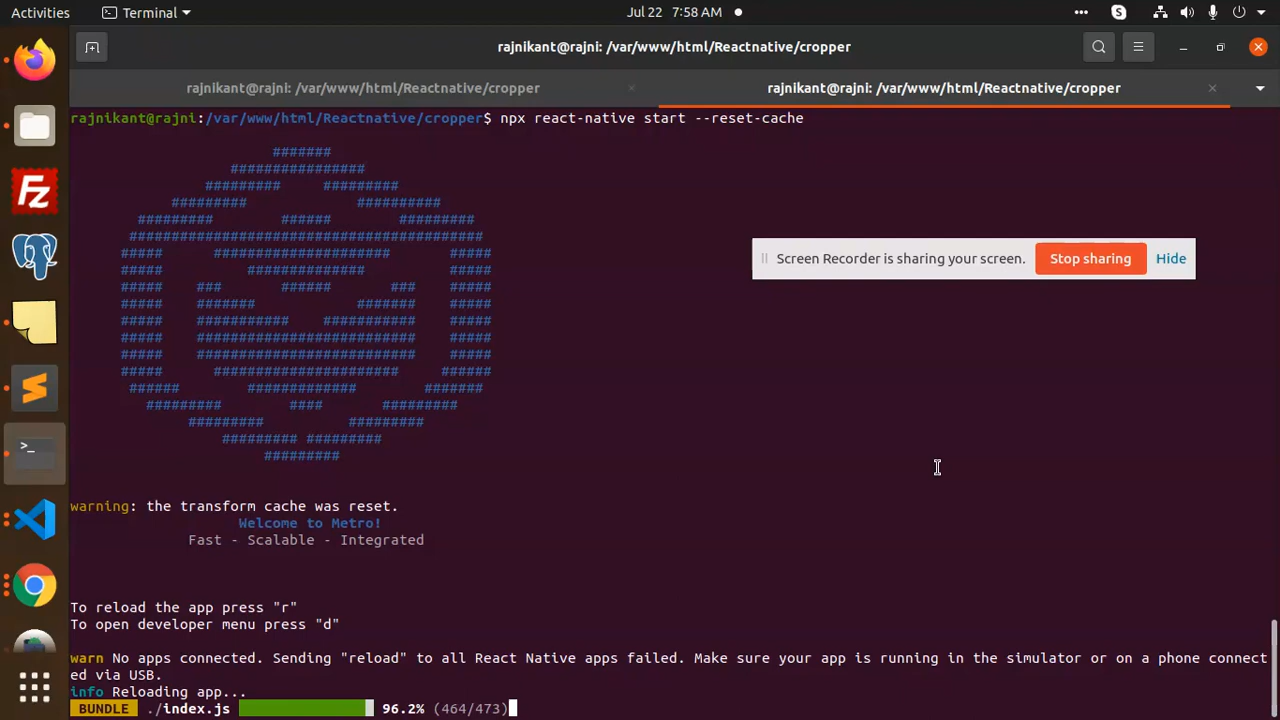 Activities
Terminal
Jul 22 7:58 AM
rajnikant@rajni: /var/www/html/Reactnative/cropper
rajnikant@rajni: /var/www/html/Reactnative/cropper
rajnikant@rajni: /var/www/html/Reactnative/cropper
rajnikant@rajni:/var/www/html/Reactnative/cropper$ npx react-native start --reset-cache
Screen Recorder is sharing your screen.
Stop sharing
Hide
warning: the transform cache was reset.
Welcome to Metro!
Fast - Scalable - Integrated
To reload the app press "r"
To open developer menu press "d"
warn No apps connected. Sending "reload" to all React Native apps failed. Make sure your app is running in the simulator or on a phone connect
ed via USB.
info Reloading app...
BUNDLE ./index.js 96.2% (464/473)